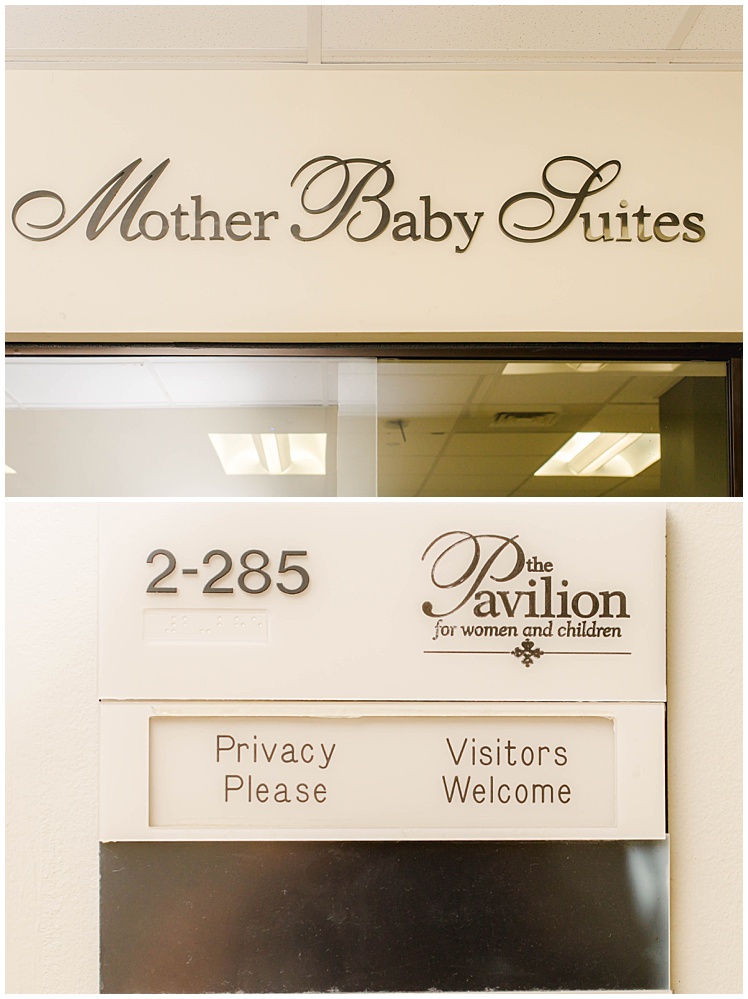 Mother Baby Suites
2-285
the
Pavilion
for women and children
Privacy
Please
Visitors
Welcome